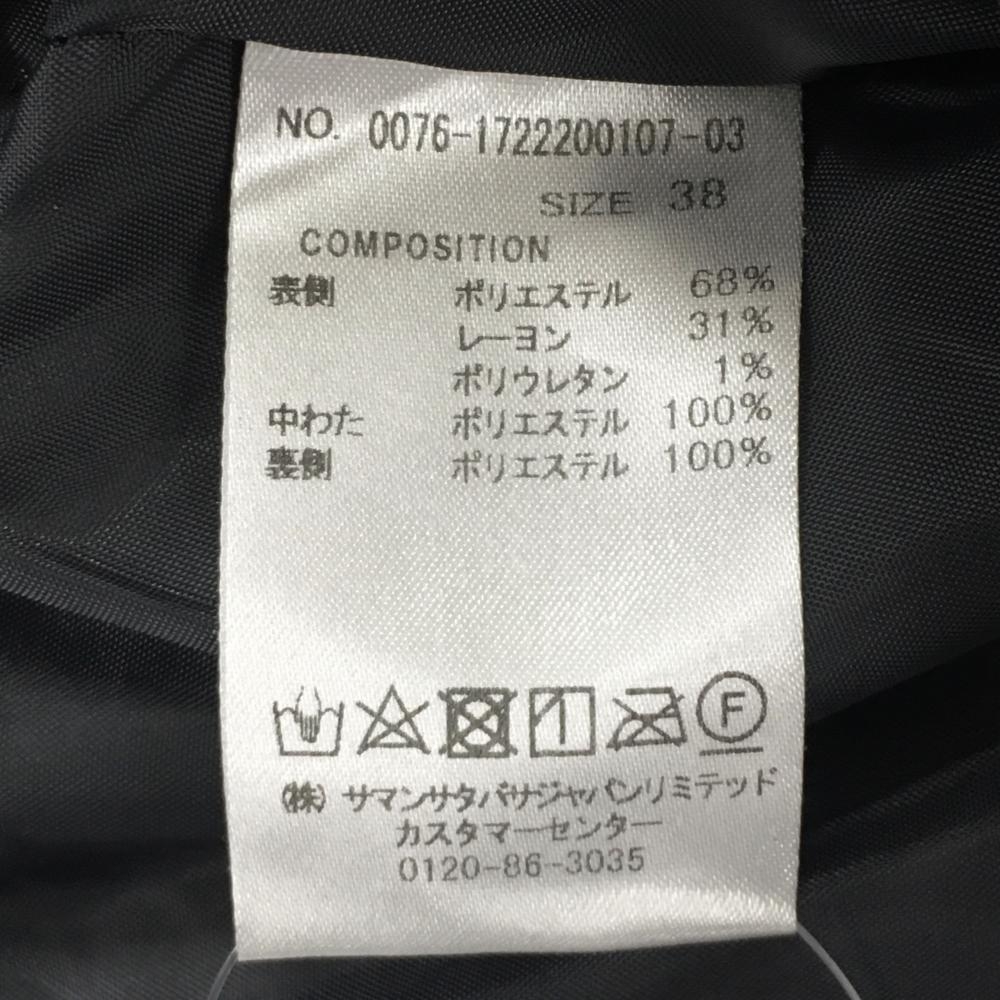 NO. 0076-1722200107-03
SIZE 38
COMPOSITION
表側 ポリエステル 68%
レーヨン 31%
ポリウレタン 1%
中わた ポリエステル 100%
裏側 ポリエステル 100%
F
(株) サマンサタバサジャパンリミテッド
カスタマーセンター
0120-86-3035